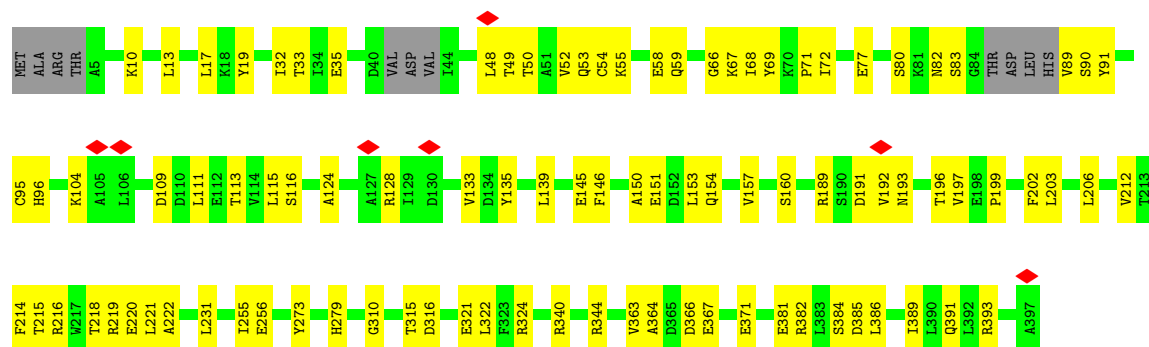 MET ALA ARG THR A5 K10 L13 L17 K18 Y19 I32 T33 I34 E35 D40 VAL ASP VAL I44 L48 T49 T50 A51 V52 Q53 C54 K55 E58 Q59 G66 K67 I68 Y69 K70 P71 I72 E77 S80 K81 N82 S83 G84 THR ASP LEU HIS V89 S90 Y91
C95 H96 K104 A105 L106 D109 D110 L111 E112 T113 V114 L115 S116 A124 A127 R128 I129 D130 V133 D134 Y135 L139 E145 F146 A150 E151 D152 L153 Q154 V157 S160 R189 S190 D191 V192 N193 T196 V197 E198 P199 F202 L203 L206 V212 T213
F214 T215 R216 W217 T218 R219 E220 L221 A222 L231 I255 E256 Y273 H279 G310 T315 D316 E321 L322 F323 R324 R340 R344 V363 A364 D365 D366 E367 E371 E381 R382 L383 S384 D385 L386 I389 L390 Q391 L392 R393 A397